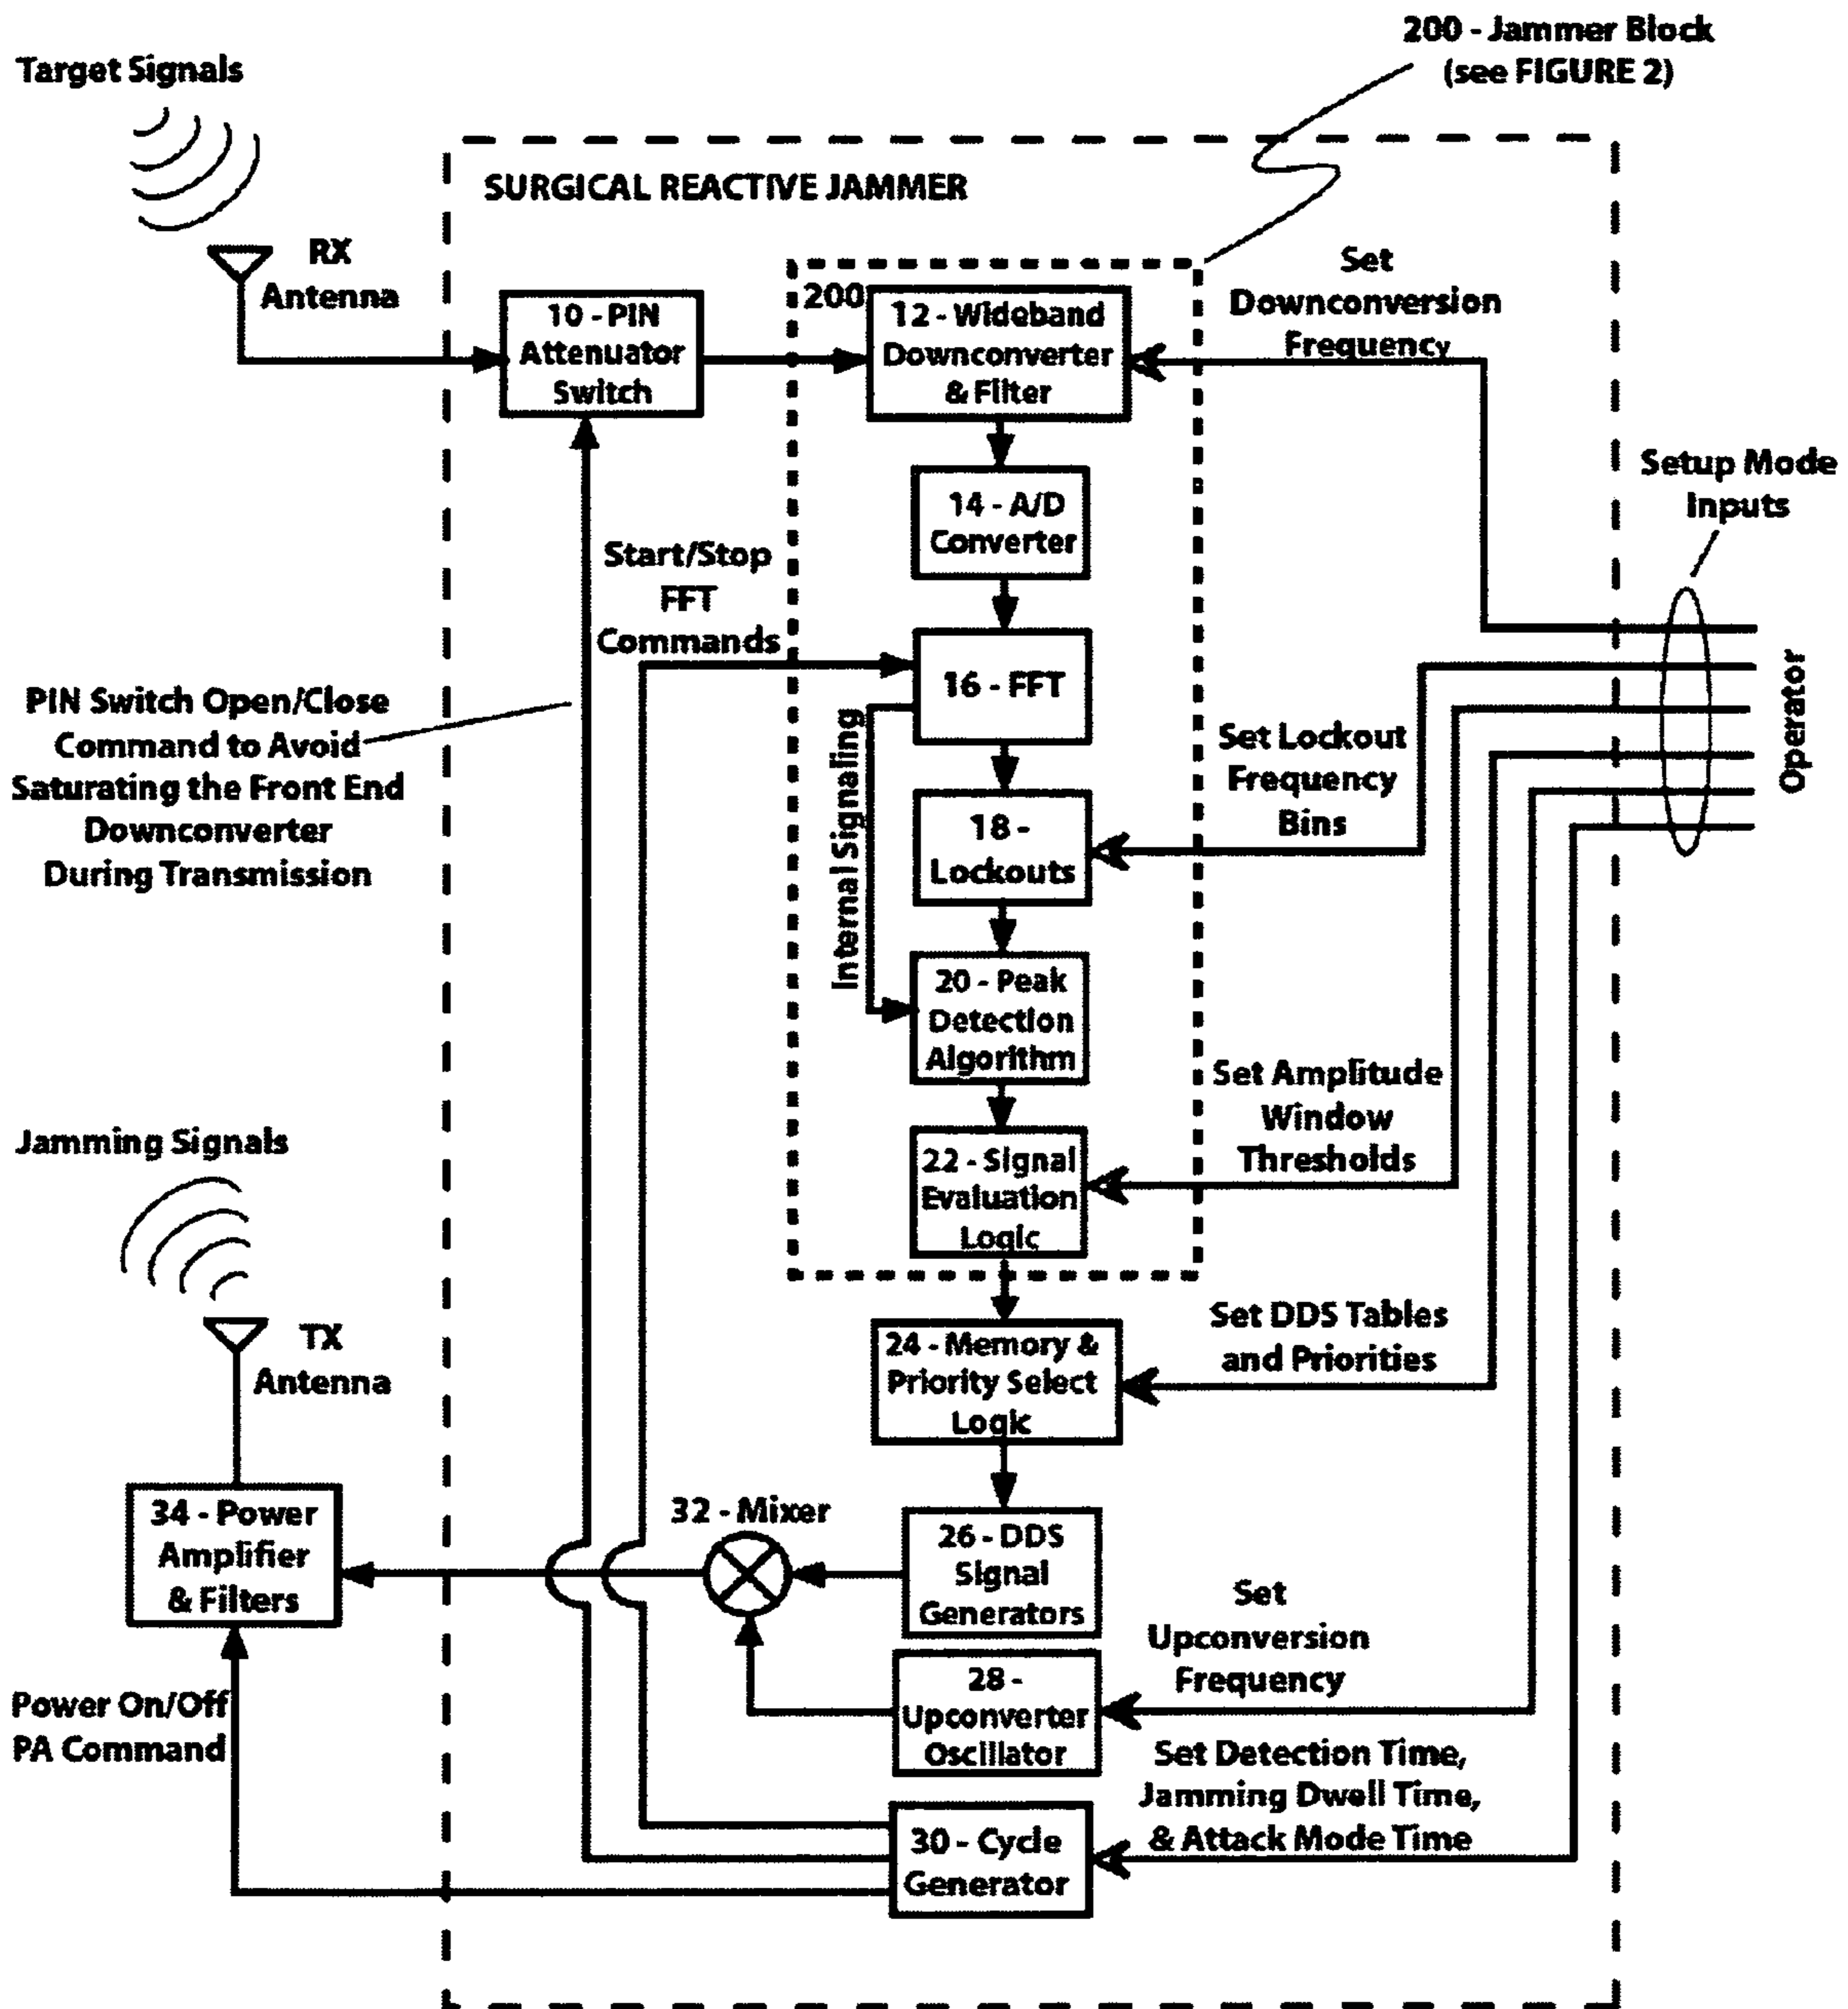 200 - Jammer Block
(see FIGURE 2)
Target Signals
SURGICAL REACTIVE JAMMER
RX
Antenna
10 - PIN
Attenuator
Switch
200
12 - Wideband
Downconverter
& Filter
Set
Downconversion
Frequency
Setup Mode
Inputs
14 - A/D
Converter
Start/Stop
FFT
Commands
16 - FFT
Operator
PIN Switch Open/Close
Command to Avoid
Saturating the Front End
Downconverter
During Transmission
Internal Signaling
Set Lockout
Frequency
Bins
18 -
Lockouts
20 - Peak
Detection
Algorithm
Set Amplitude
Window
Thresholds
Jamming Signals
22 - Signal
Evaluation
Logic
TX
Antenna
24 - Memory &
Priority Select
Logic
Set DDS Tables
and Priorities
34 - Power
Amplifier
& Filters
32 - Mixer
26 - DDS
Signal
Generators
Set
Upconversion
Frequency
28 -
Upconverter
Oscillator
Power On/Off
PA Command
Set Detection Time,
Jamming Dwell Time,
& Attack Mode Time
30 - Cycle
Generator